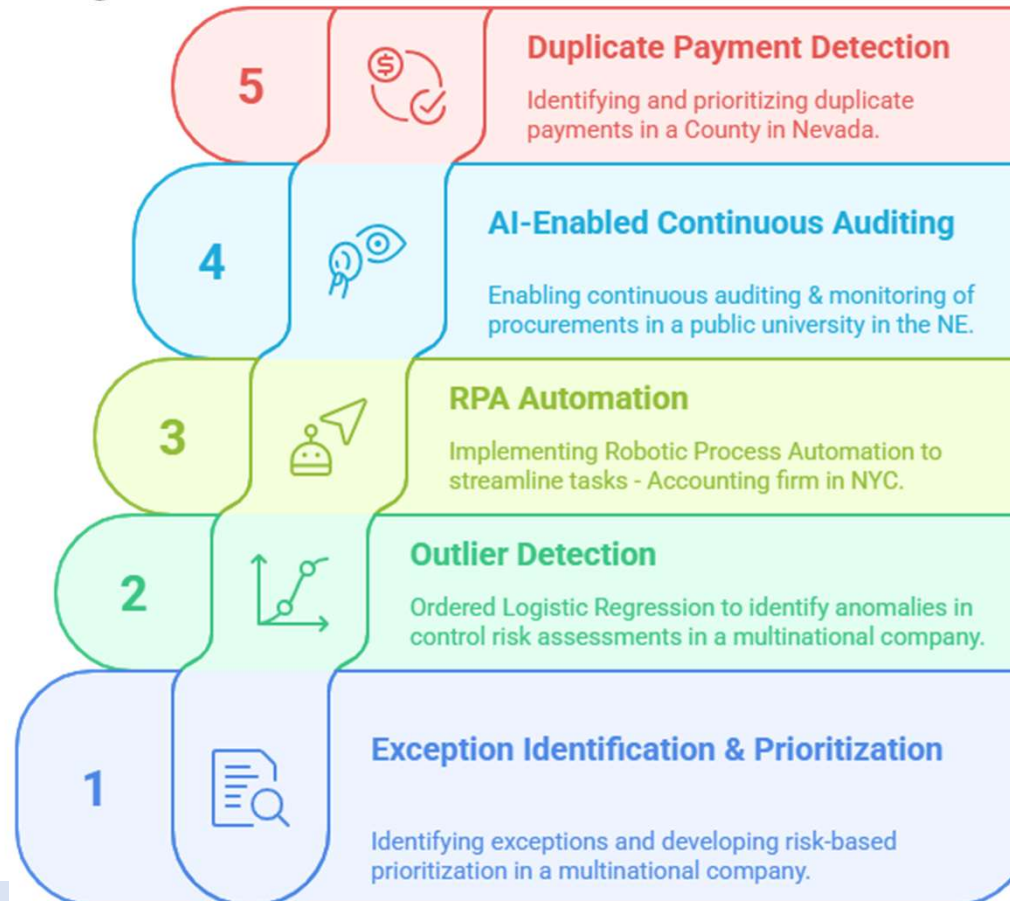 5
Duplicate Payment Detection
Identifying and prioritizing duplicate
payments in a County in Nevada.
4
AI-Enabled Continuous Auditing
Enabling continuous auditing & monitoring of
procurements in a public university in the NE.
3
RPA Automation
Implementing Robotic Process Automation to
streamline tasks - Accounting firm in NYC.
2
Outlier Detection
Ordered Logistic Regression to identify anomalies in
control risk assessments in a multinational company.
1
Exception Identification & Prioritization
Identifying exceptions and developing risk-based
prioritization in a multinational company.